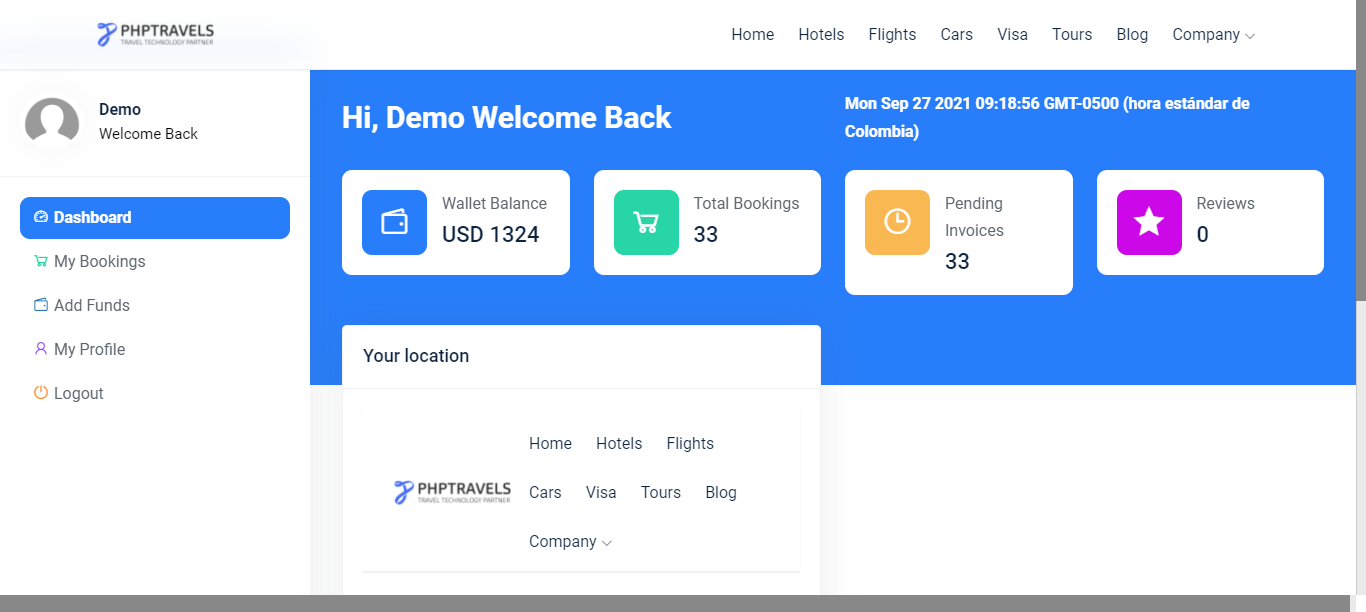 PHPTRAVELS
TRAVEL TECHNOLOGY PARTNER
Home Hotels Flights Cars Visa Tours Blog Company
Demo
Welcome Back
Dashboard
My Bookings
Add Funds
My Profile
Logout
Hi, Demo Welcome Back
Mon Sep 27 2021 09:18:56 GMT-0500 (hora estándar de
Colombia)
Wallet Balance
USD 1324
Total Bookings
33
Pending
Invoices
33
Reviews
0
Your location
PHPTRAVELS
TRAVEL TECHNOLOGY PARTNER
Home Hotels Flights
Cars Visa Tours Blog
Company